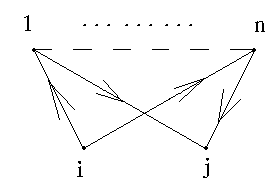 1 ......... n
i j